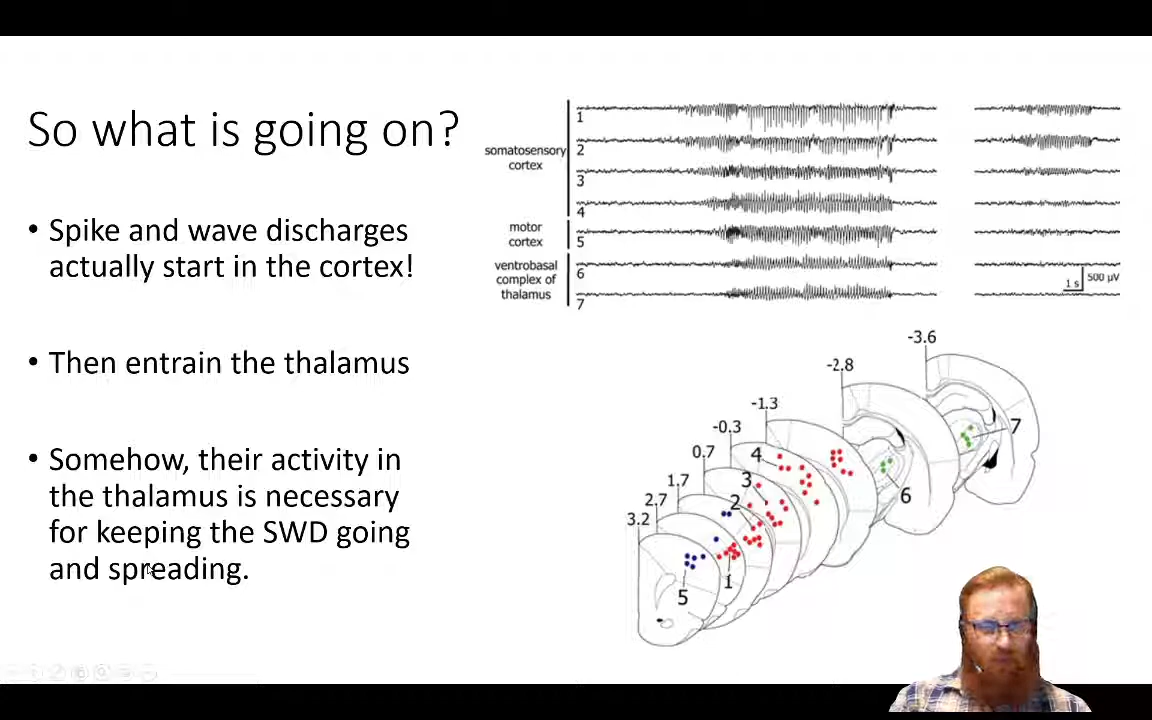 So what is going on?
• Spike and wave discharges
actually start in the cortex!
• Then entrain the thalamus
• Somehow, their activity in
the thalamus is necessary
for keeping the SWD going
and spreading.
somatosensory
cortex
motor
cortex
ventrobasal
complex of
thalamus
1
2
3
4
5
6
7
1 s
500 µV
-3.6
-2.8
-1.3
-0.3
0.7
1.7
2.7
3.2
7
4
3
2
6
1
5